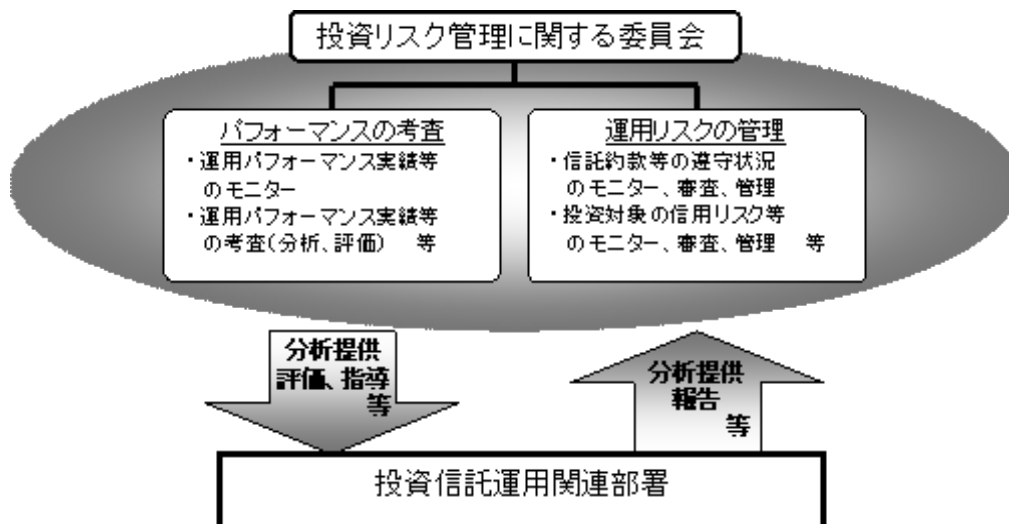 投資リスク管理に関する委員会
パフォーマンスの考査
・運用パフォーマンス実績等
のモニター
・運用パフォーマンス実績等
の考査(分析、評価) 等
運用リスクの管理
・信託約款等の遵守状況
のモニター、審査、管理
・投資対象の信用リスク等
のモニター、審査、管理 等
分析提供
評価、指導
等
分析提供
報告
等
投資信託運用関連部署